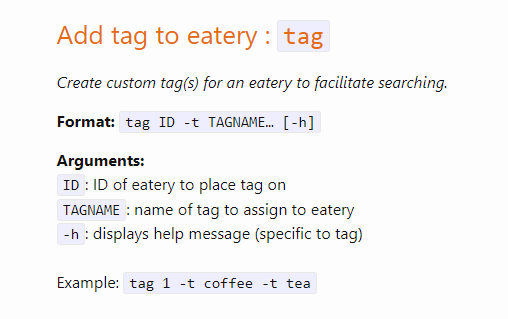 Add tag to eatery : tag
Create custom tag(s) for an eatery to facilitate searching.
Format: tag ID -t TAGNAME… [-h]
Arguments:
ID : ID of eatery to place tag on
TAGNAME : name of tag to assign to eatery
-h : displays help message (specific to tag)
Example: tag 1 -t coffee -t tea